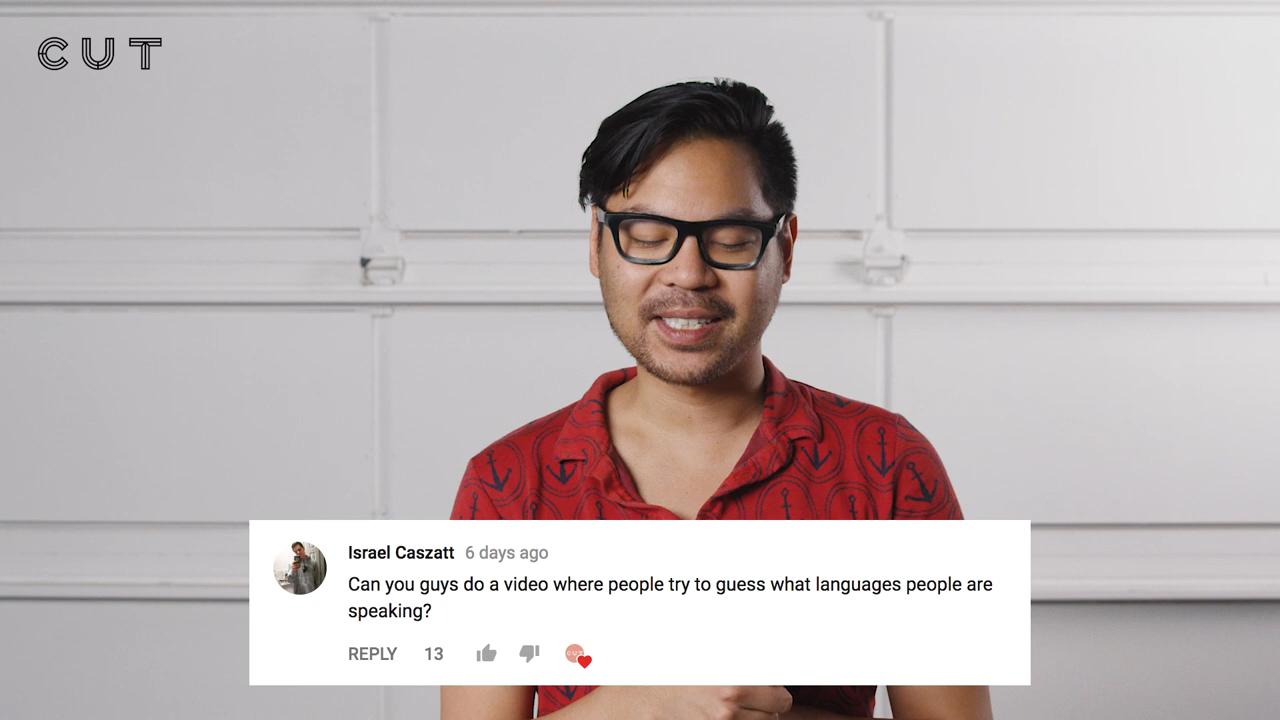 CUT
Israel Caszatt 6 days ago
Can you guys do a video where people try to guess what languages people are
speaking?
REPLY 13
CUT